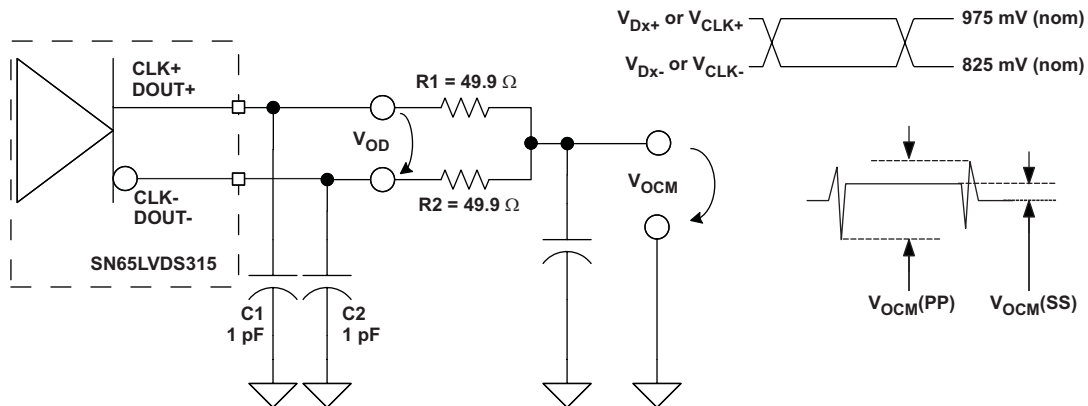 V_Dx+ or V_CLK+ 975 mV (nom)
V_Dx- or V_CLK- 825 mV (nom)
CLK+
DOUT+
R1 = 49.9 Ω
V_OD
CLK-
DOUT-
R2 = 49.9 Ω
V_OCM
SN65LVDS315
C1
1 pF
C2
1 pF
V_OCM(PP)
V_OCM(SS)